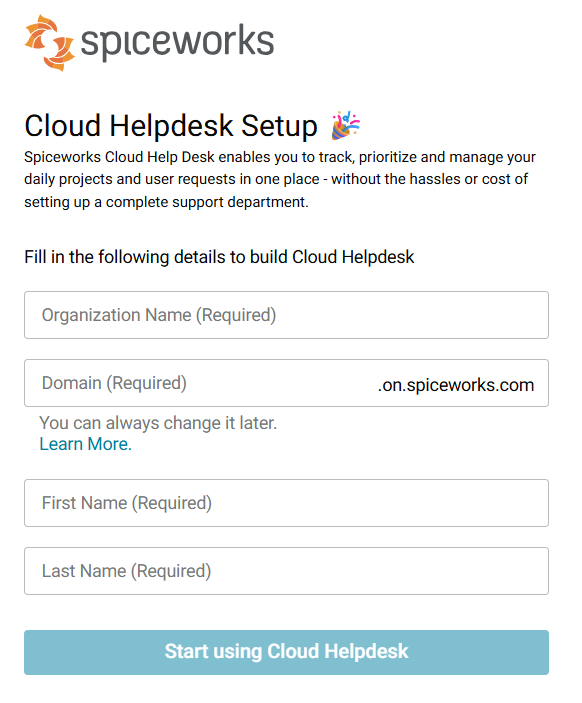 spiceworks
Cloud Helpdesk Setup 🎉
Spiceworks Cloud Help Desk enables you to track, prioritize and manage your
daily projects and user requests in one place - without the hassles or cost of
setting up a complete support department.
Fill in the following details to build Cloud Helpdesk
Organization Name (Required)
Domain (Required) .on.spiceworks.com
You can always change it later.
Learn More.
First Name (Required)
Last Name (Required)
Start using Cloud Helpdesk